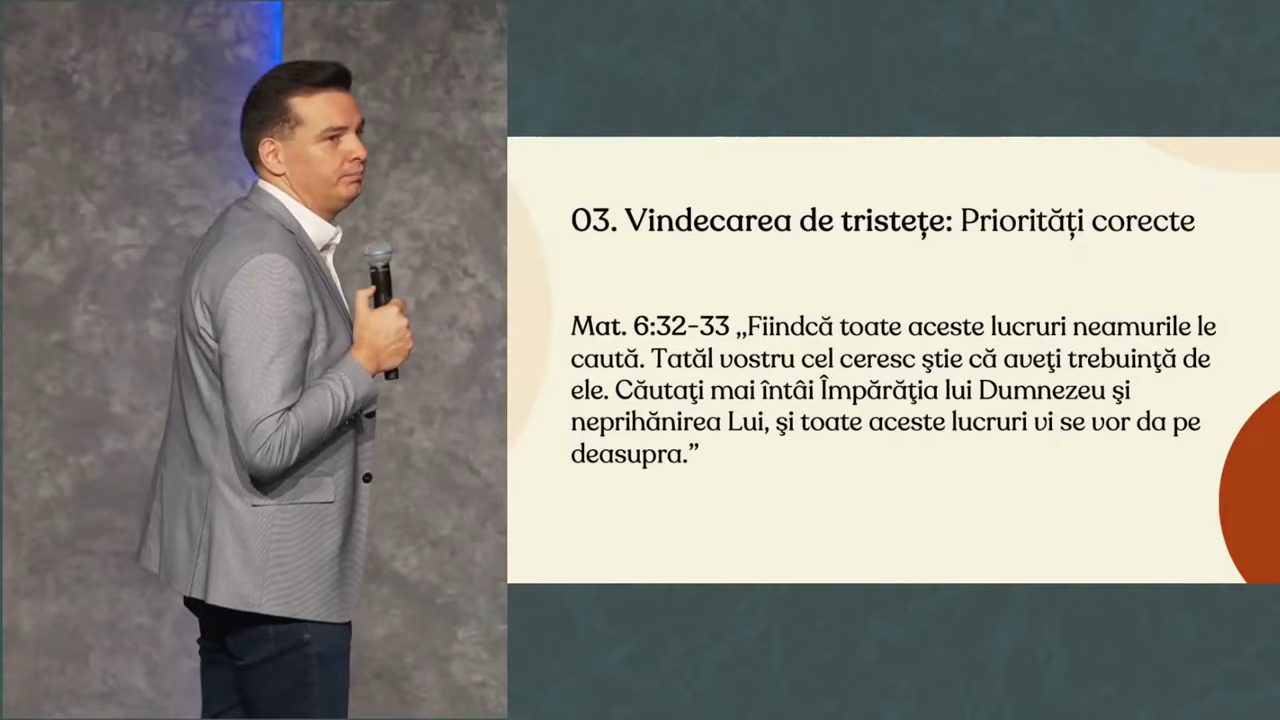 03. Vindecarea de tristețe: Priorități corecte
Mat. 6:32-33 „Fiindcă toate aceste lucruri neamurile le
caută. Tatăl vostru cel ceresc ştie că aveţi trebuinţă de
ele. Căutaţi mai întâi Împărăţia lui Dumnezeu şi
neprihănirea Lui, şi toate aceste lucruri vi se vor da pe
deasupra.”